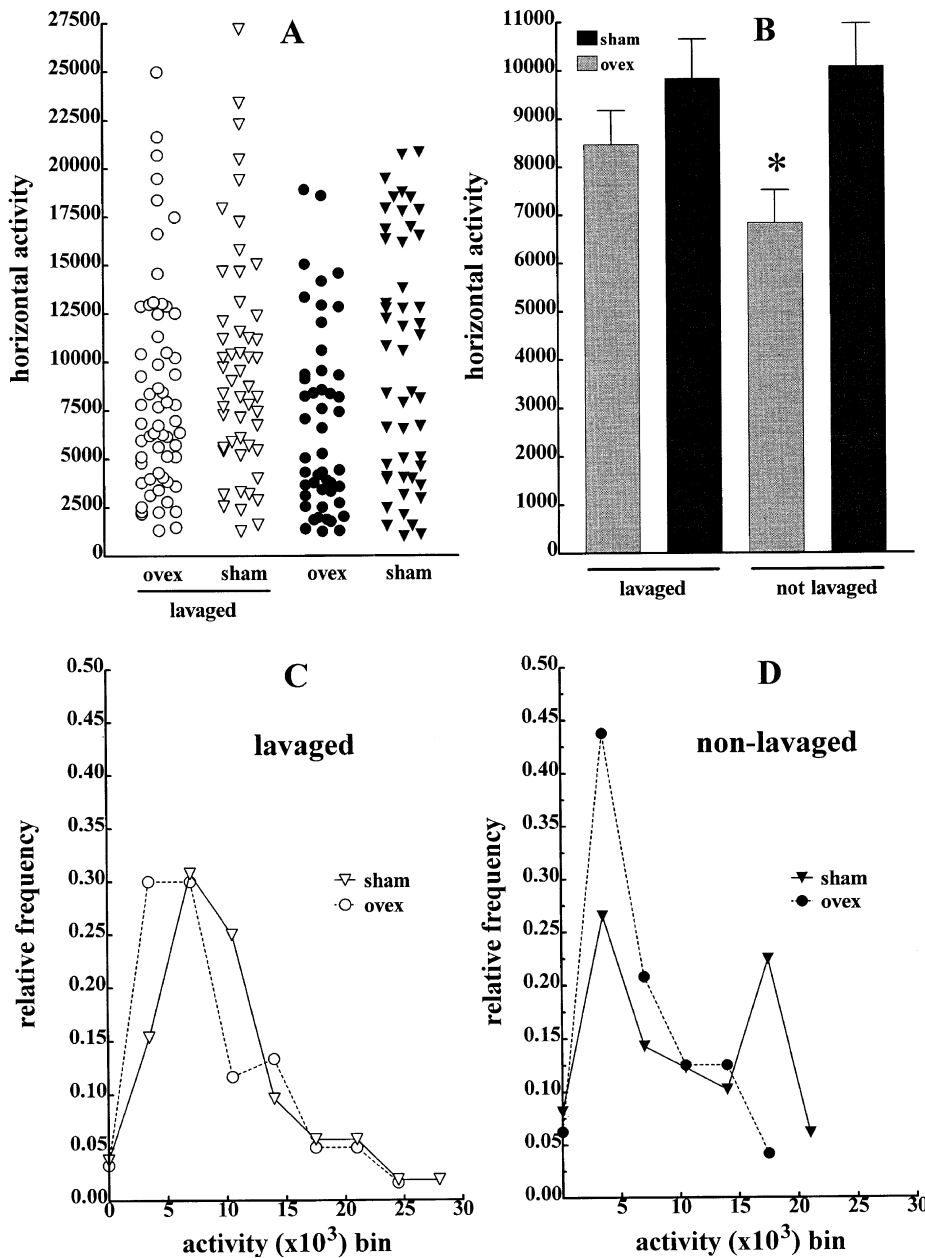 A
27500
25000
22500
20000
17500
15000
12500
10000
7500
5000
2500
0
horizontal activity
ovex sham ovex sham
lavaged
B
sham
ovex
11000
10000
9000
8000
7000
6000
5000
4000
3000
2000
1000
0
horizontal activity
*
lavaged not lavaged
C
lavaged
0.50
0.45
0.40
0.35
0.30
0.25
0.20
0.15
0.10
0.05
0.00
relative frequency
sham
ovex
0 5 10 15 20 25 30
activity (x10³) bin
D
non-lavaged
0.50
0.45
0.40
0.35
0.30
0.25
0.20
0.15
0.10
0.05
0.00
relative frequency
sham
ovex
5 10 15 20 25 30
activity (x10³) bin